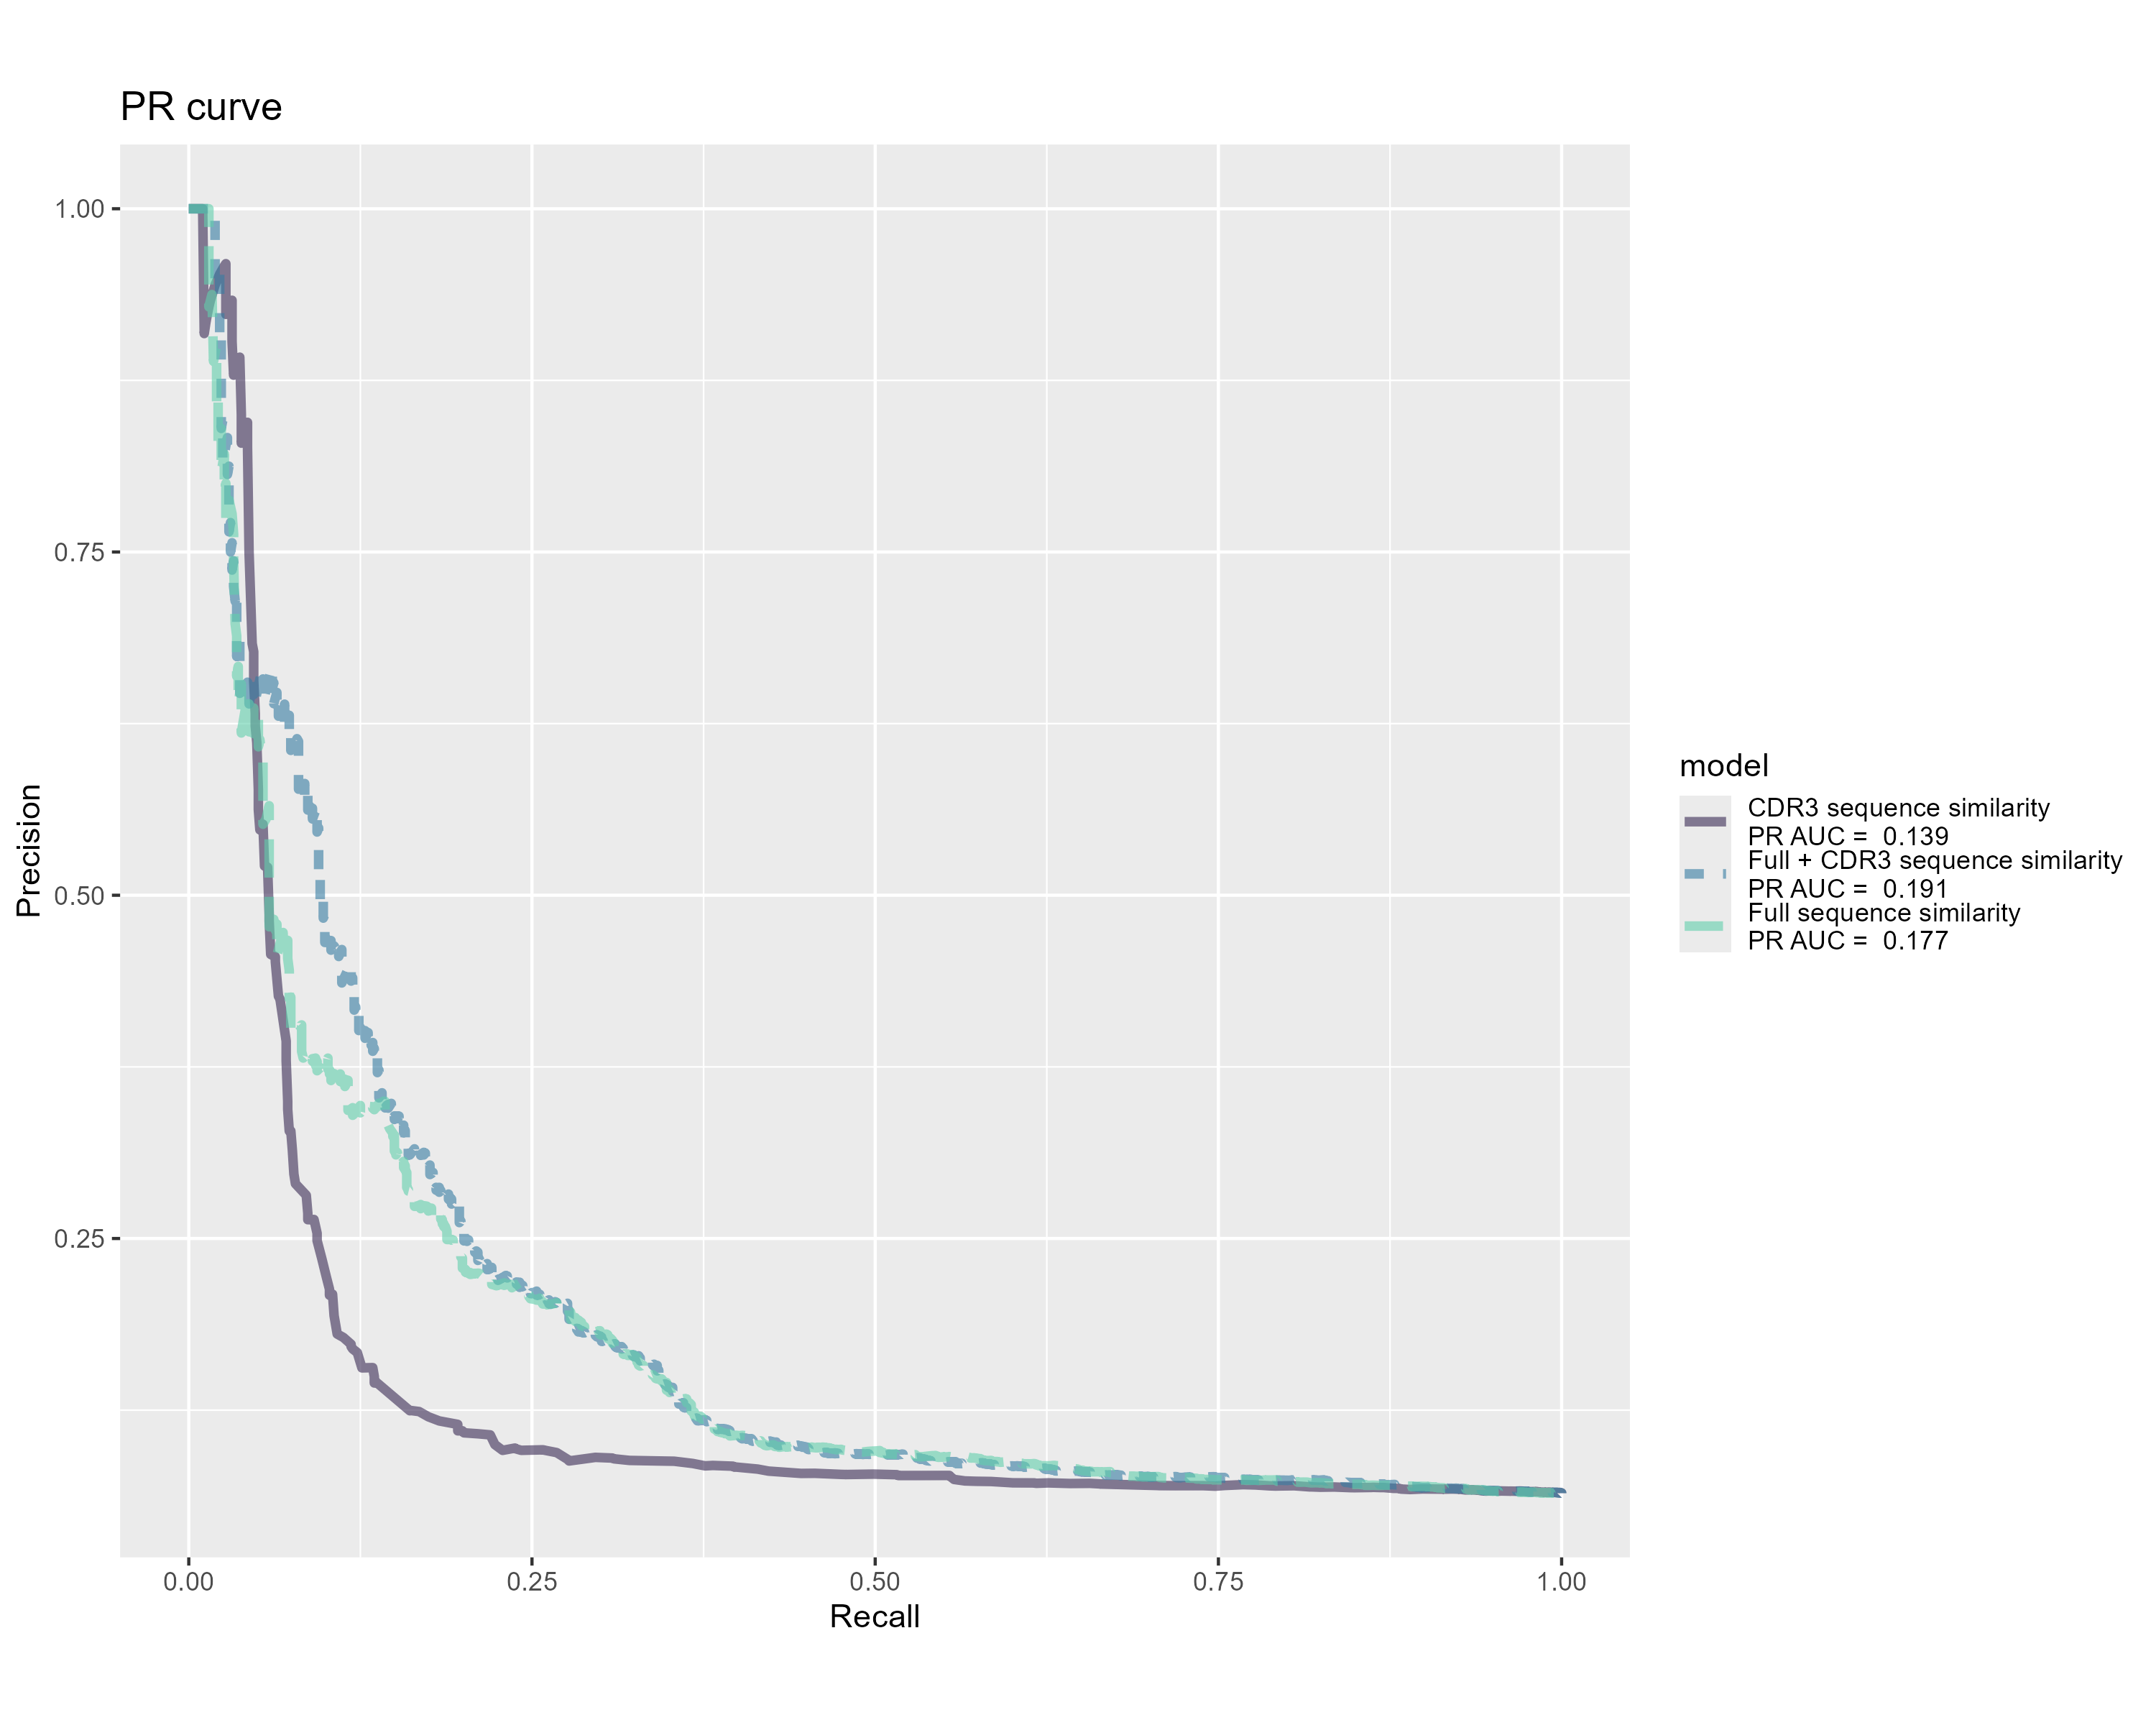 PR curve
1.00
0.75
0.50
0.25
Precision
0.00
0.25
0.50
0.75
1.00
Recall
model
CDR3 sequence similarity
PR AUC =  0.139
Full + CDR3 sequence similarity
PR AUC =  0.191
Full sequence similarity
PR AUC =  0.177